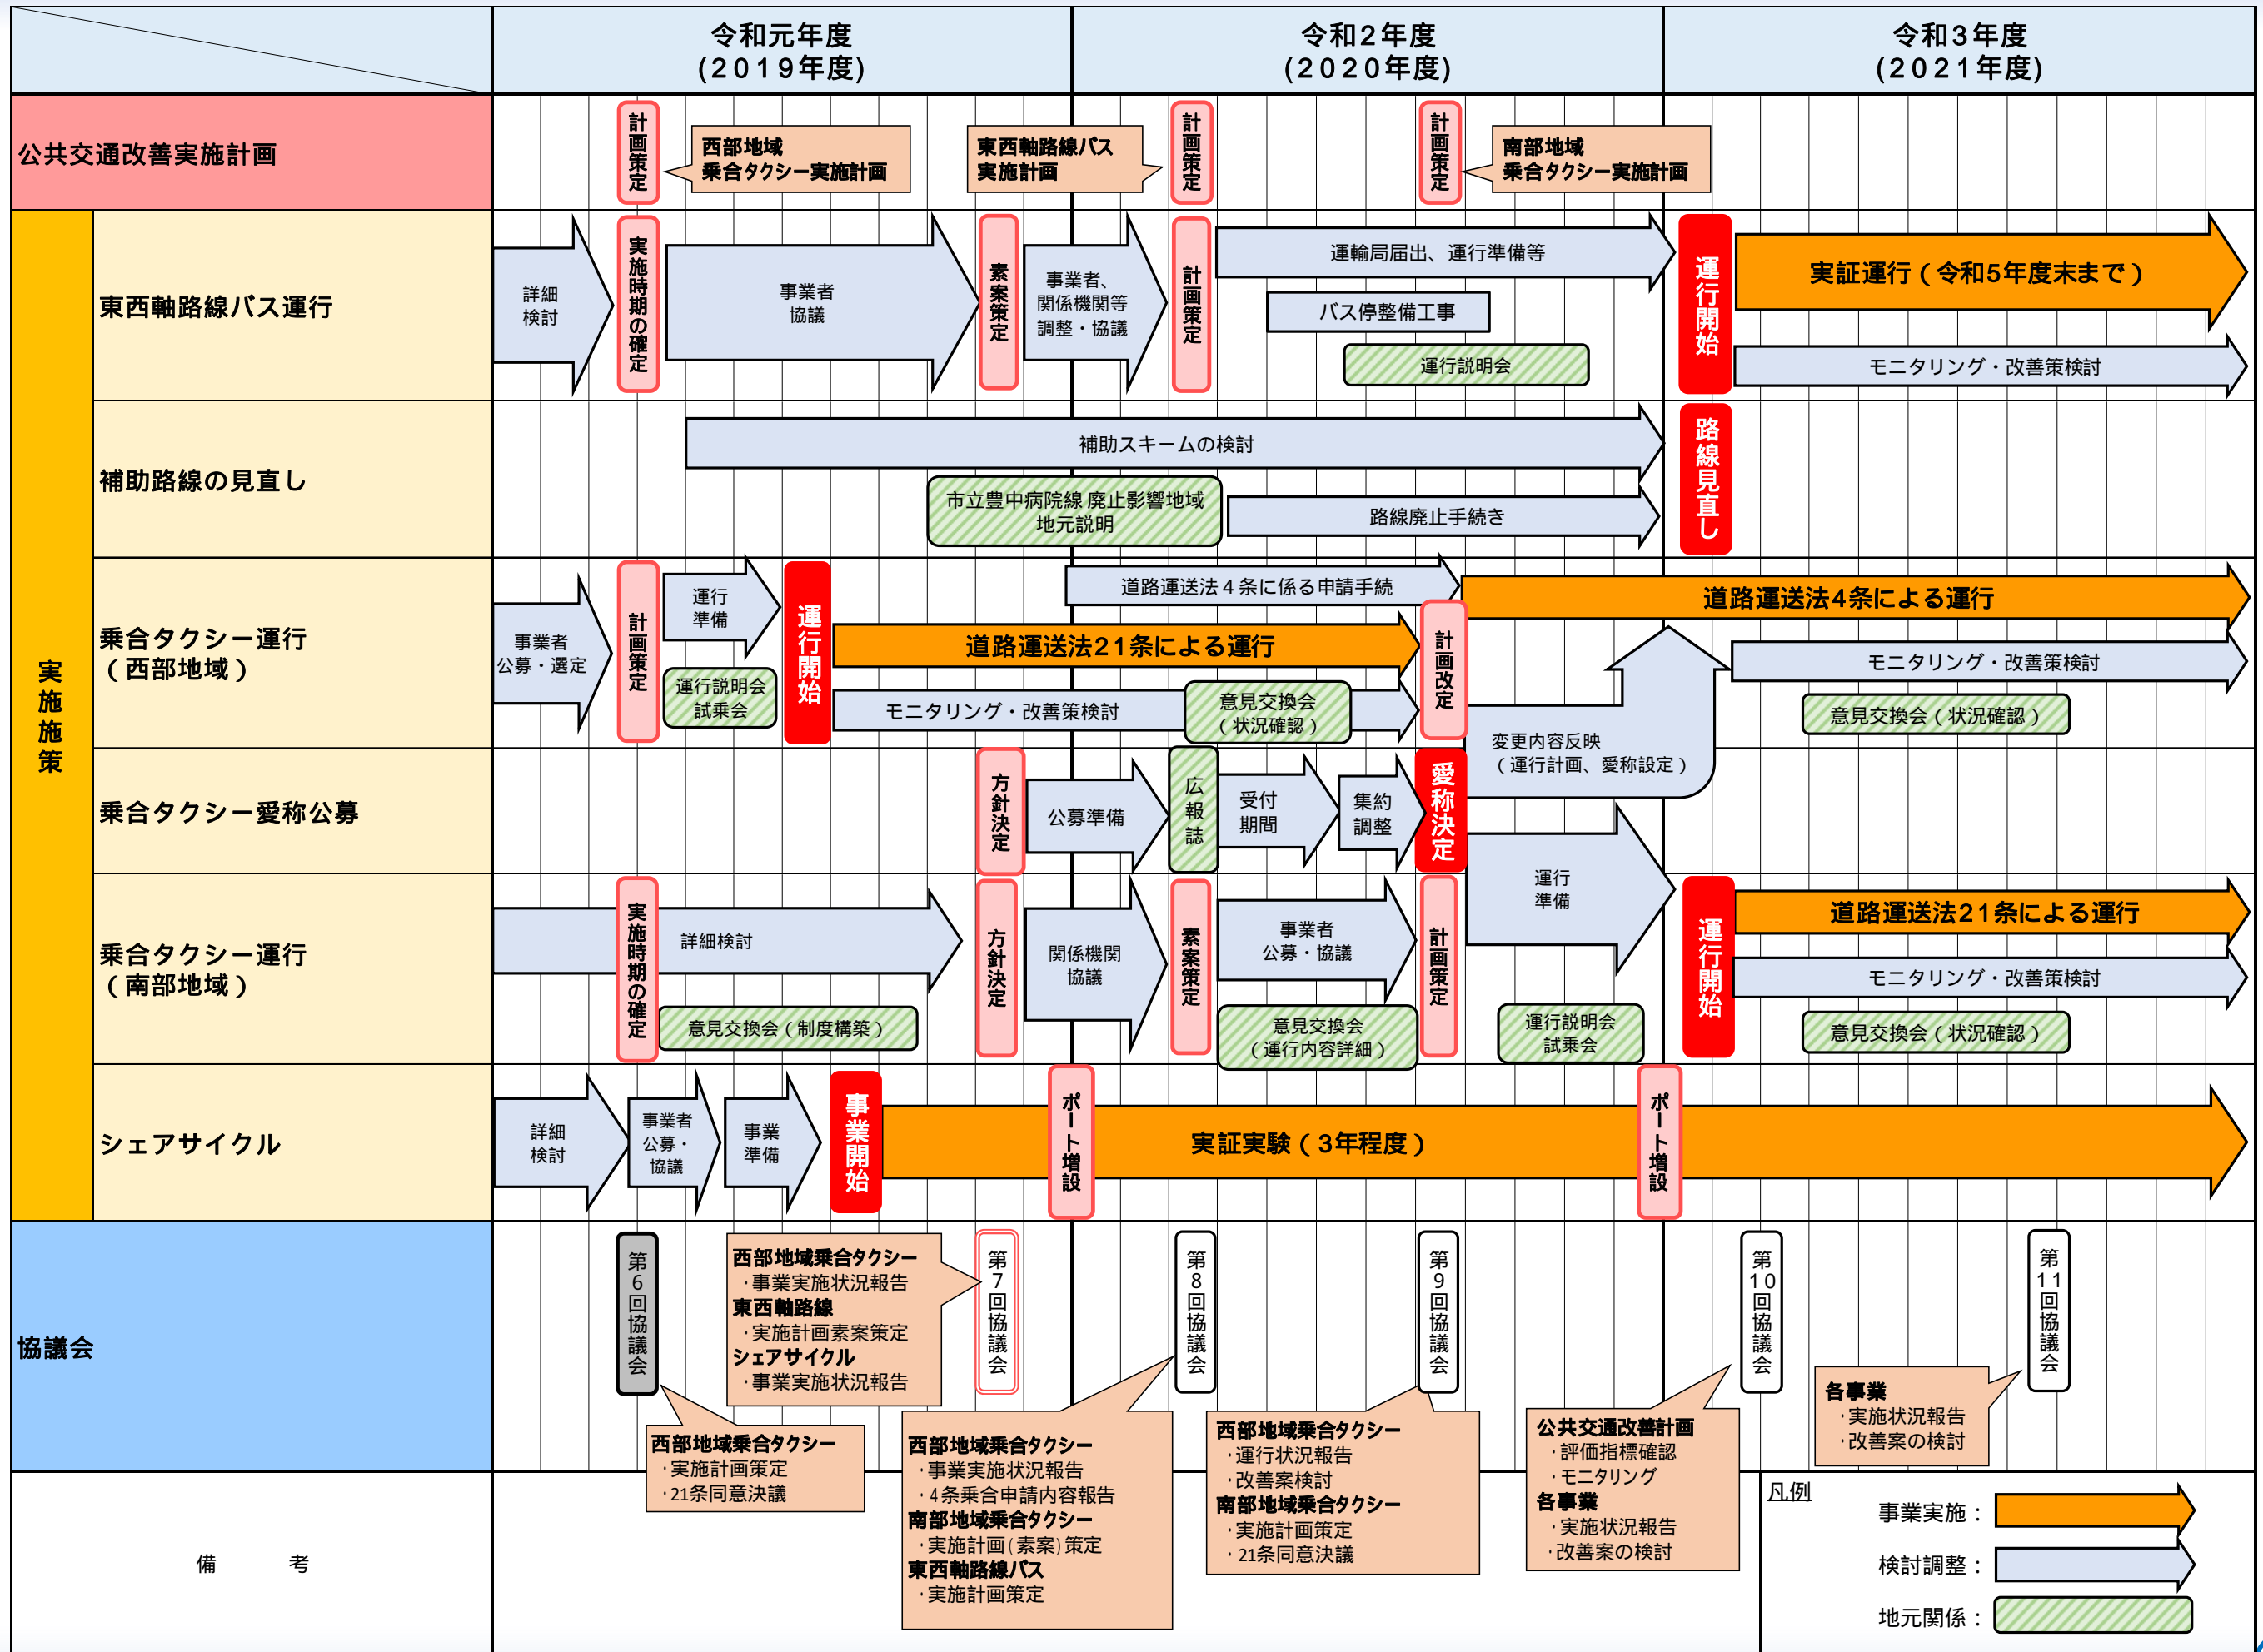 令和元年度
(2019年度)
令和2年度
(2020年度)
令和3年度
(2021年度)
公共交通改善実施計画
計画策定
西部地域
乗合タクシー実施計画
東西軸路線バス
実施計画
計画策定
計画策定
南部地域
乗合タクシー実施計画
実施施策
東西軸路線バス運行
詳細
検討
実施時期の確定
事業者
協議
素案策定
事業者、
関係機関等
調整・協議
計画策定
運輸局届出、運行準備等
バス停整備工事
運行説明会
運行開始
実証運行（令和5年度末まで）
モニタリング・改善策検討
補助路線の見直し
補助スキームの検討
市立豊中病院線 廃止影響地域
地元説明
路線廃止手続き
路線見直し
乗合タクシー運行
（西部地域）
事業者
公募・選定
計画策定
運行
準備
運行説明会
試乗会
運行開始
道路運送法４条に係る申請手続
道路運送法21条による運行
モニタリング・改善策検討
意見交換会
（状況確認）
計画改定
道路運送法4条による運行
モニタリング・改善策検討
意見交換会（状況確認）
変更内容反映
（運行計画、愛称設定）
乗合タクシー愛称公募
方針決定
公募準備
広報誌
受付
期間
集約
調整
愛称決定
運行
準備
乗合タクシー運行
（南部地域）
詳細検討
実施時期の確定
意見交換会（制度構築）
方針決定
関係機関
協議
素案策定
事業者
公募・協議
意見交換会
（運行内容詳細）
計画策定
運行説明会
試乗会
運行開始
道路運送法21条による運行
モニタリング・改善策検討
意見交換会（状況確認）
シェアサイクル
詳細
検討
事業者
公募・
協議
事業
準備
事業開始
実証実験（3年程度）
ポート増設
ポート増設
協議会
第6回協議会
西部地域乗合タクシー
・実施計画策定
・21条同意決議
西部地域乗合タクシー
・事業実施状況報告
東西軸路線
・実施計画素案策定
シェアサイクル
・事業実施状況報告
第7回協議会
第8回協議会
西部地域乗合タクシー
・事業実施状況報告
・4条乗合申請内容報告
南部地域乗合タクシー
・実施計画(素案)策定
東西軸路線バス
・実施計画策定
第9回協議会
西部地域乗合タクシー
・運行状況報告
・改善案検討
南部地域乗合タクシー
・実施計画策定
・21条同意決議
第10回協議会
公共交通改善計画
・評価指標確認
・モニタリング
各事業
・実施状況報告
・改善案の検討
第11回協議会
各事業
・実施状況報告
・改善案の検討
備　考
凡例
事業実施：
検討調整：
地元関係：